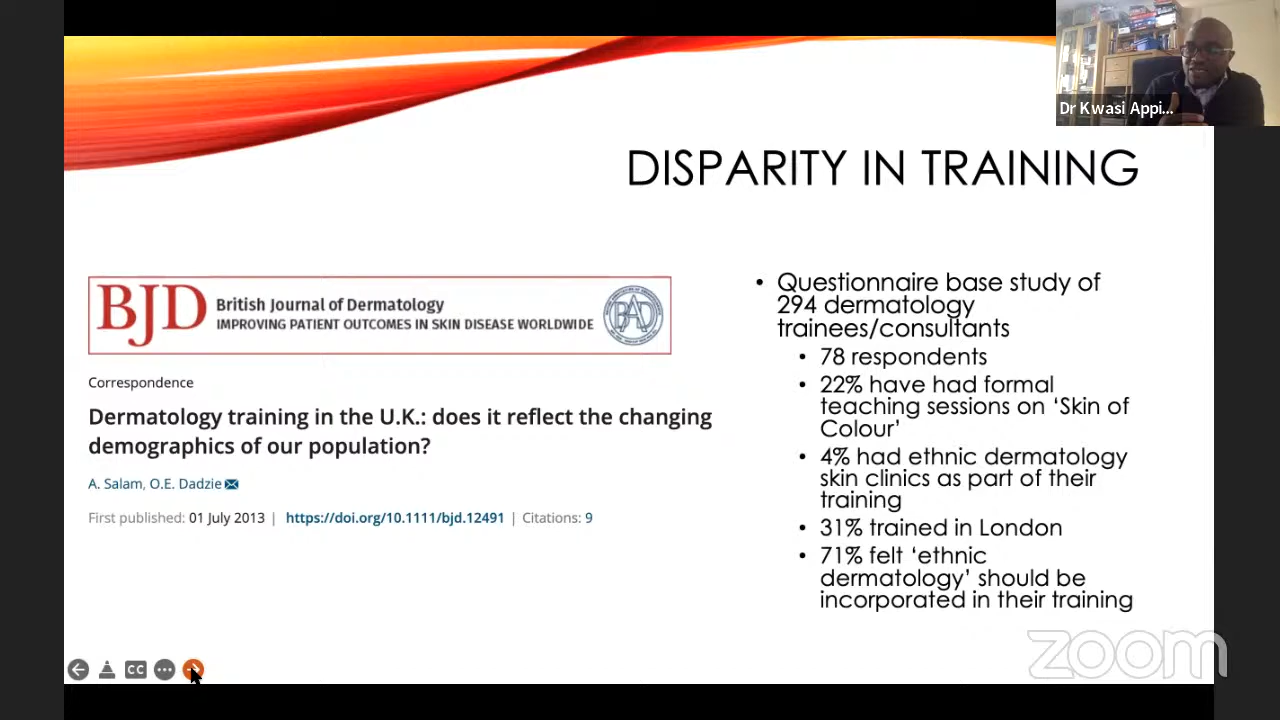 Dr Kwasi Appi...
DISPARITY IN TRAINING
BJD
British Journal of Dermatology
IMPROVING PATIENT OUTCOMES IN SKIN DISEASE WORLDWIDE
BAD
Correspondence
Dermatology training in the U.K.: does it reflect the changing
demographics of our population?
A. Salam, O.E. Dadzie
First published: 01 July 2013 | https://doi.org/10.1111/bjd.12491 | Citations: 9
• Questionnaire base study of
294 dermatology
trainees/consultants
• 78 respondents
• 22% have had formal
teaching sessions on ‘Skin of
Colour’
• 4% had ethnic dermatology
skin clinics as part of their
training
• 31% trained in London
• 71% felt ‘ethnic
dermatology’ should be
incorporated in their training
CC
zoom